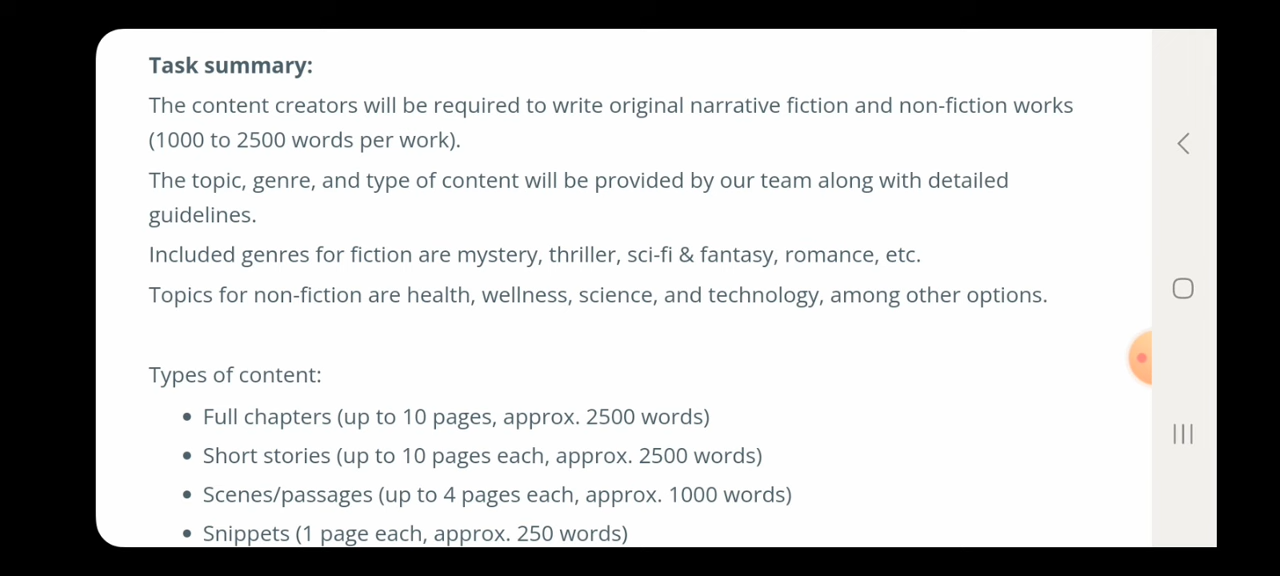 Task summary:
The content creators will be required to write original narrative fiction and non-fiction works
(1000 to 2500 words per work).
The topic, genre, and type of content will be provided by our team along with detailed
guidelines.
Included genres for fiction are mystery, thriller, sci-fi & fantasy, romance, etc.
Topics for non-fiction are health, wellness, science, and technology, among other options.
Types of content:
• Full chapters (up to 10 pages, approx. 2500 words)
• Short stories (up to 10 pages each, approx. 2500 words)
• Scenes/passages (up to 4 pages each, approx. 1000 words)
• Snippets (1 page each, approx. 250 words)